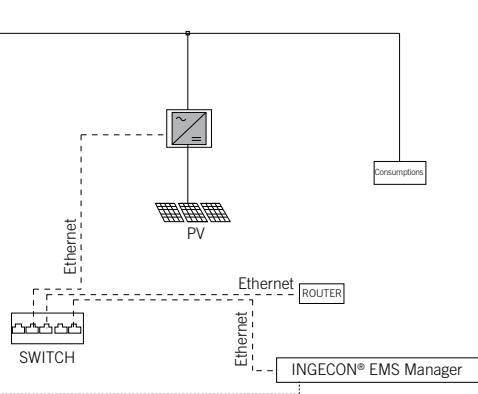 Consumptions
PV
Ethernet
Ethernet
ROUTER
Ethernet
SWITCH
INGECON® EMS Manager